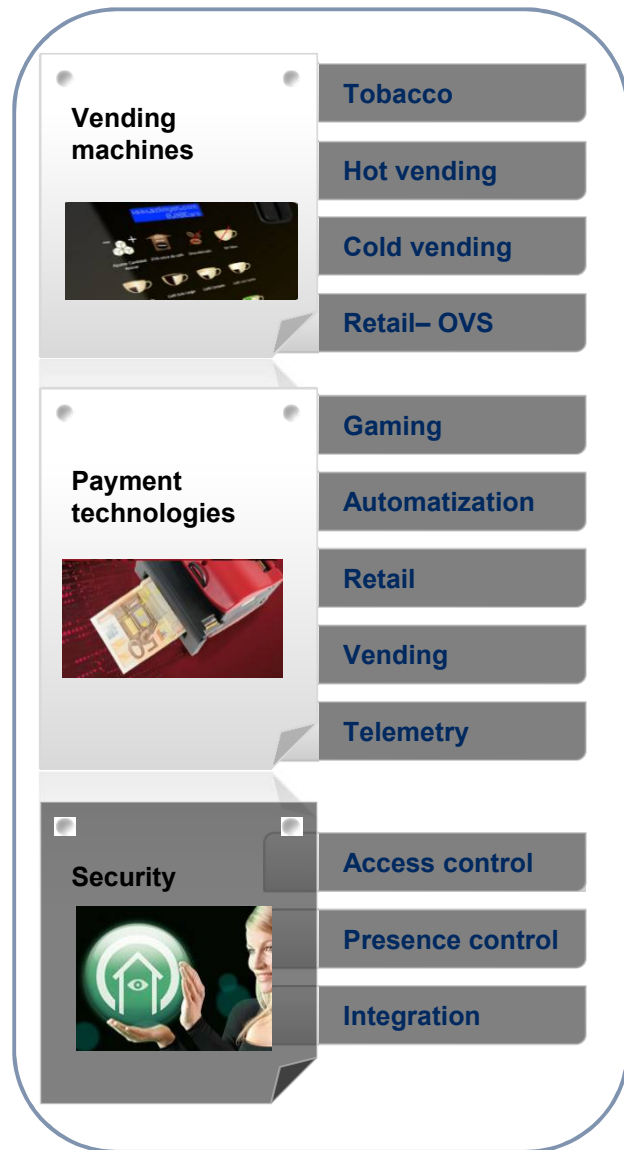 Vending
machines
Tobacco
Hot vending
Cold vending
Retail– OVS
Payment
technologies
Gaming
Automatization
Retail
Vending
Telemetry
Security
Access control
Presence control
Integration